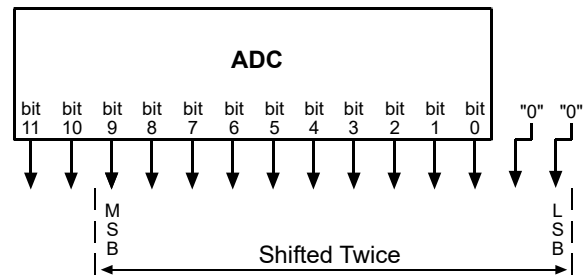 ADC
bit bit bit bit bit bit bit bit bit bit bit bit "0" "0"
11 10 9 8 7 6 5 4 3 2 1 0
MSB
LSB
Shifted Twice